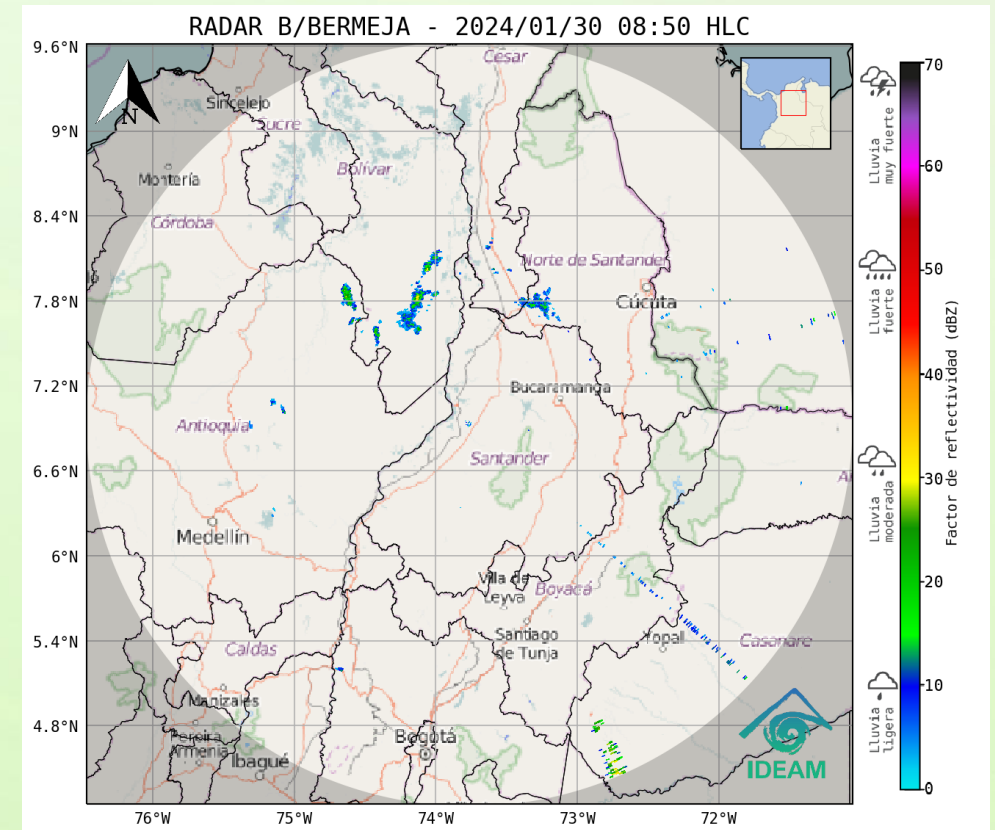 RADAR B/BERMEJA - 2024/01/30 08:50 HLC
9.6°N
9°N
8.4°N
7.8°N
7.2°N
6.6°N
6°N
5.4°N
4.8°N
76°W
75°W
74°W
73°W
72°W
Cesar
Sincelejo
Sucre
Montería
Bolívar
Córdoba
Norte de Santander
Cúcuta
Bucaramanga
Antioquia
Santander
Medellín
Villa de
Leyva
Boyacá
Santiago
de Tunja
Yopal
Casanare
Caldas
Manizales
Pereira
Armenia
Ibagué
Bogotá
N
IDEAM
70
60
50
40
30
20
10
0
Lluvia
muy fuerte
Lluvia
fuerte
Lluvia
moderada
Lluvia
ligera
Factor de reflectividad (dBZ)